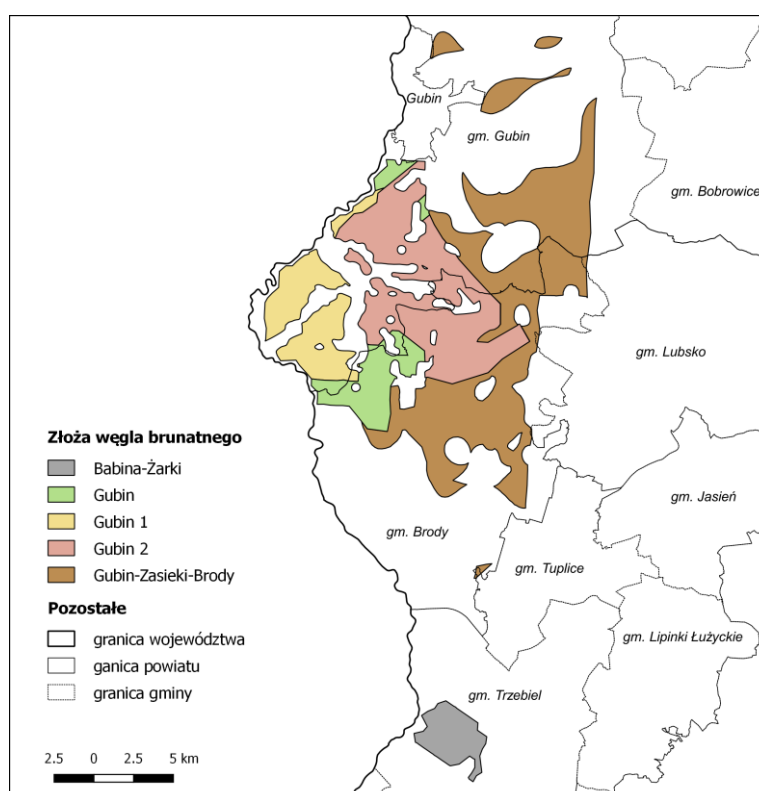 Gubin
gm. Gubin
gm. Bobrowice
gm. Lubsko
gm. Jasień
gm. Brody
gm. Tuplice
gm. Lipinki Łużyckie
gm. Trzebiel
Złoża węgla brunatnego
Babina-Żarki
Gubin
Gubin 1
Gubin 2
Gubin-Zasieki-Brody
Pozostałe
granica województwa
ganica powiatu
granica gminy
2.5 0 2.5 5 km